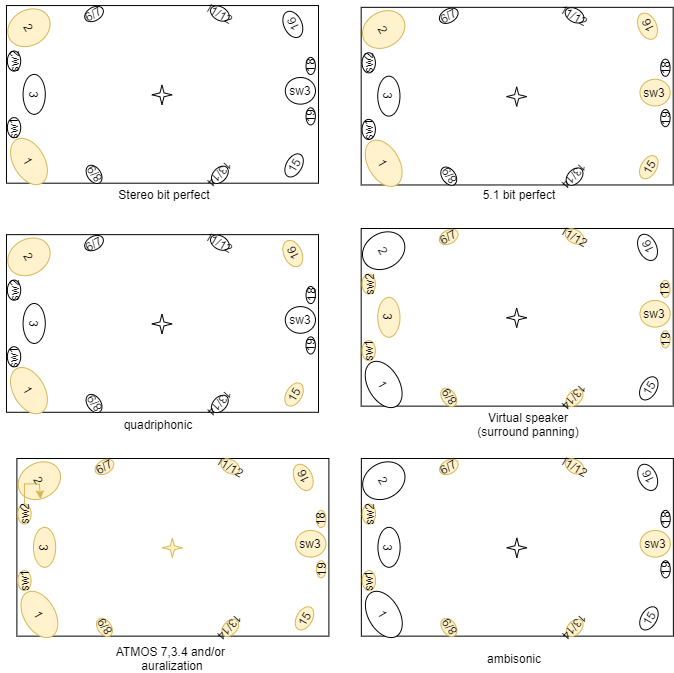 2
6/7
11/12
16
sw2
18
3
sw3
19
sw1
1
8/9
13/14
15
Stereo bit perfect
2
6/7
11/12
16
sw2
18
3
sw3
19
sw1
1
8/9
13/14
15
5.1 bit perfect
2
6/7
11/12
16
sw2
18
3
sw3
19
sw1
1
8/9
13/14
15
quadriphonic
2
6/7
11/12
16
sw2
18
3
sw3
19
sw1
1
8/9
13/14
15
Virtual speaker
(surround panning)
2
6/7
11/12
16
sw2
18
3
sw3
19
sw1
1
8/9
13/14
15
ATMOS 7,3.4 and/or
auralization
2
6/7
11/12
16
sw2
18
3
sw3
19
sw1
1
8/9
13/14
15
ambisonic